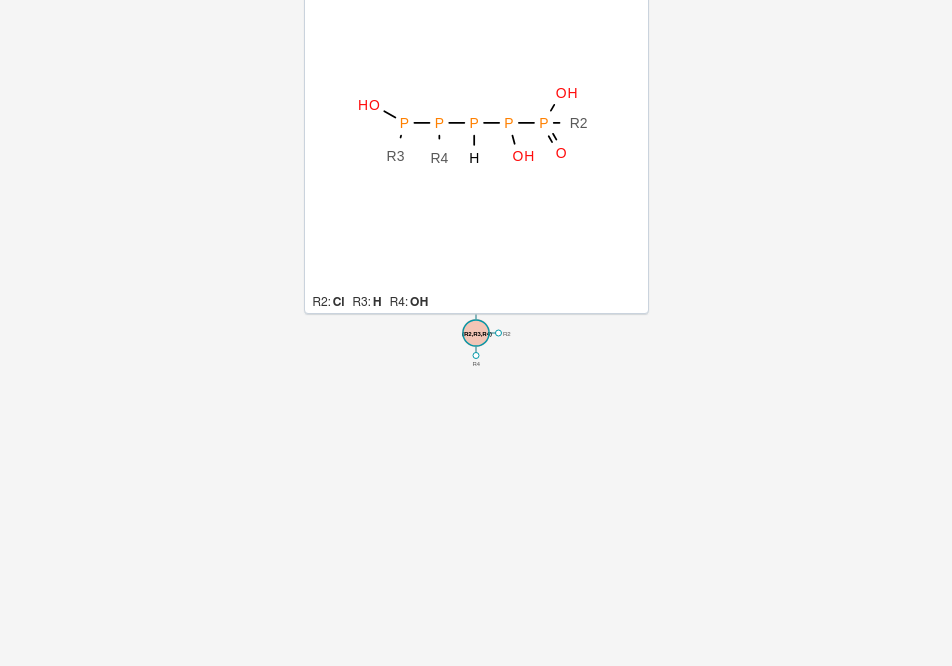 OH
HO
P P P P P R2
R3 R4 H OH O
R2: Cl R3: H R4: OH
R2,R3,R4 R2
R4